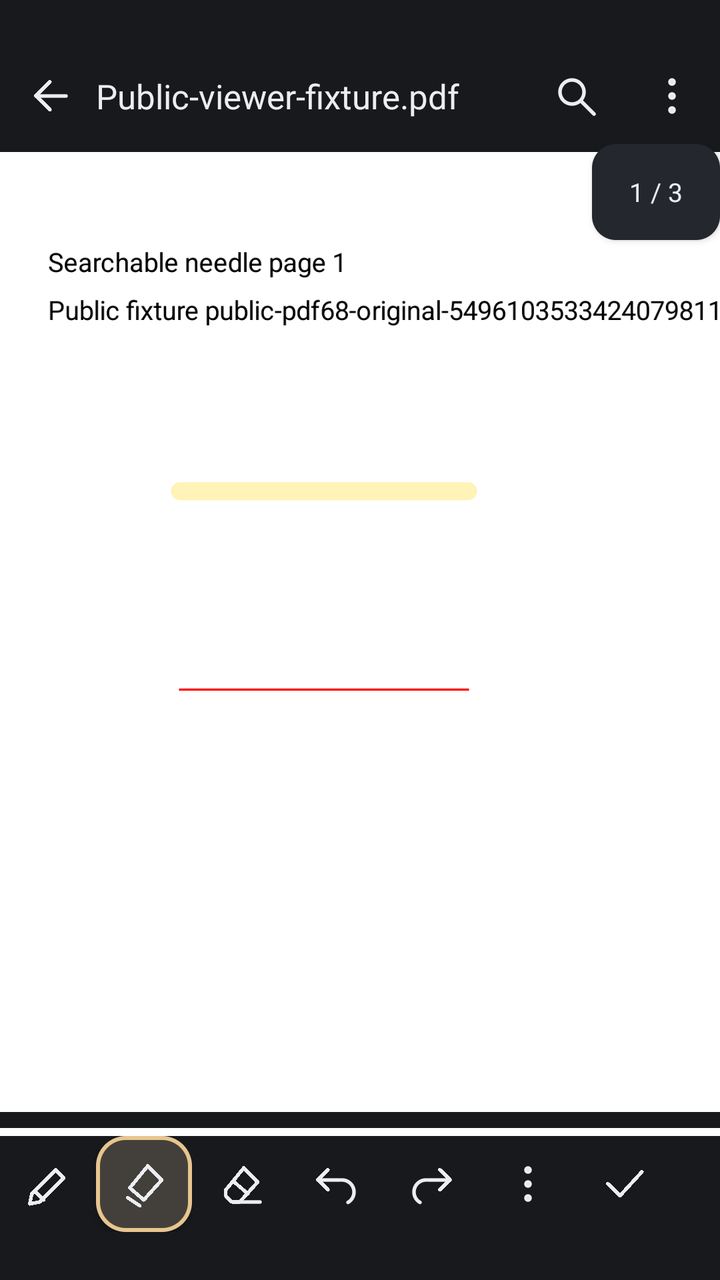 Public-viewer-fixture.pdf
1 / 3
Searchable needle page 1
Public fixture public-pdf68-original-5496103533424079811